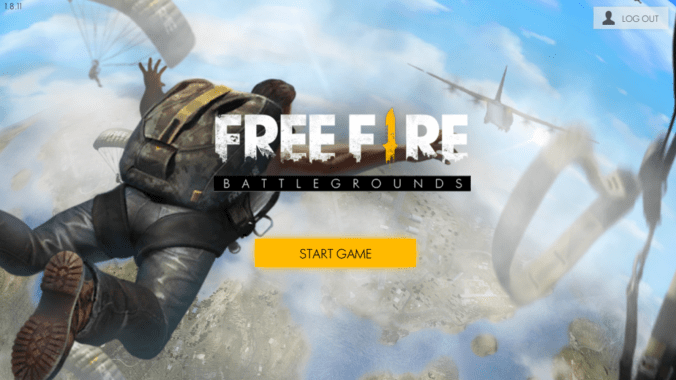 1.8.11
LOG OUT
FREE FIRE
BATTLEGROUNDS
START GAME